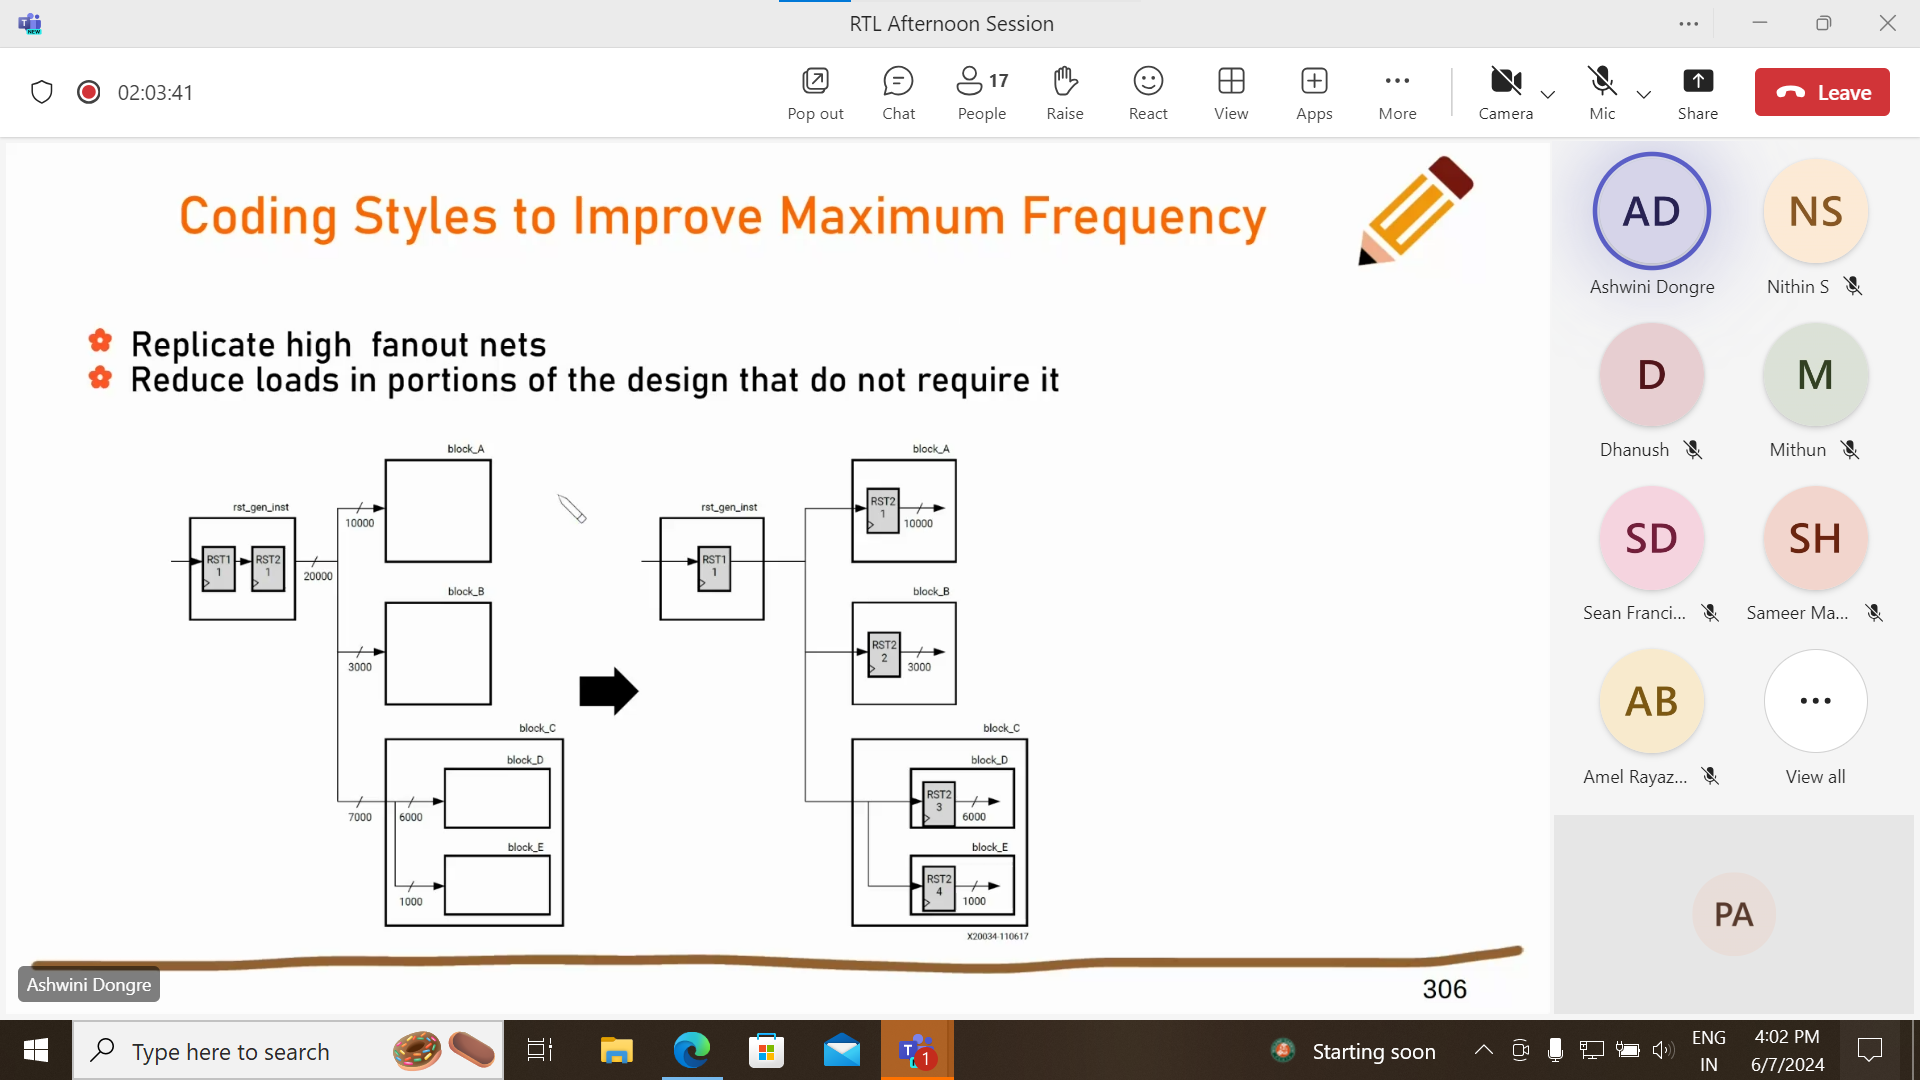 NEW
RTL Afternoon Session
02:03:41
Pop out
Chat
17
People
Raise
React
View
Apps
More
Camera
Mic
Share
Leave
Coding Styles to Improve Maximum Frequency
Replicate high fanout nets
Reduce loads in portions of the design that do not require it
block_A
rst_gen_inst
RST1
1
RST2
1
20000
10000
block_B
3000
block_C
block_D
7000
6000
block_E
1000
block_A
rst_gen_inst
RST1
1
RST2
1
10000
block_B
RST2
2
3000
block_C
block_D
RST2
3
6000
block_E
RST2
4
1000
X20034-110617
306
Ashwini Dongre
AD
Ashwini Dongre
NS
Nithin S
D
Dhanush
M
Mithun
SD
Sean Franci...
SH
Sameer Ma...
AB
Amel Rayaz...
View all
PA
Type here to search
T
1
Starting soon
ENG
IN
4:02 PM
6/7/2024